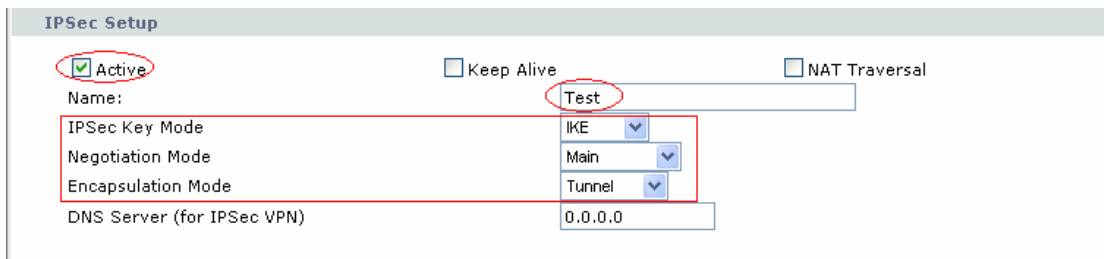 IPSec Setup
Active Keep Alive NAT Traversal
Name: Test
IPSec Key Mode IKE
Negotiation Mode Main
Encapsulation Mode Tunnel
DNS Server (for IPSec VPN) 0.0.0.0